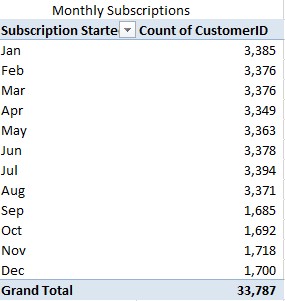 Monthly Subscriptions
Subscription Starte Count of CustomerID
Jan 3,385
Feb 3,376
Mar 3,376
Apr 3,349
May 3,363
Jun 3,378
Jul 3,394
Aug 3,371
Sep 1,685
Oct 1,692
Nov 1,718
Dec 1,700
Grand Total 33,787